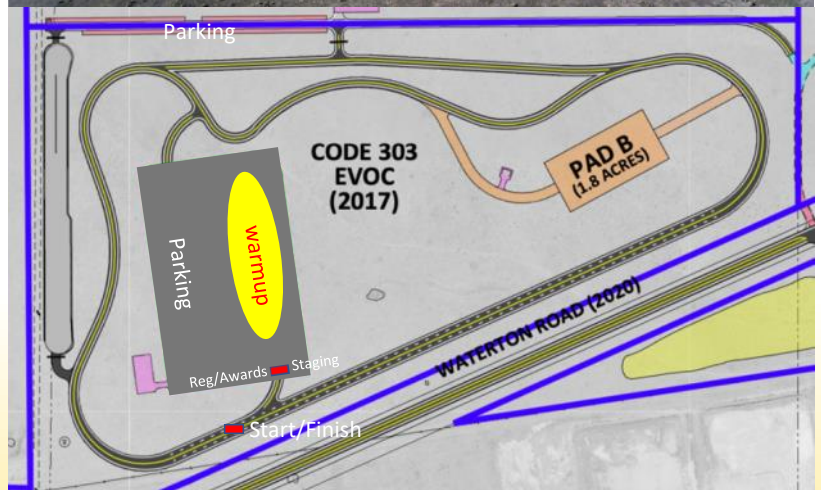 Parking
CODE 303
EVOC
(2017)
PAD B
(1.8 ACRES)
warmup
Parking
WATERTON ROAD (2020)
Reg/Awards
Staging
Start/Finish